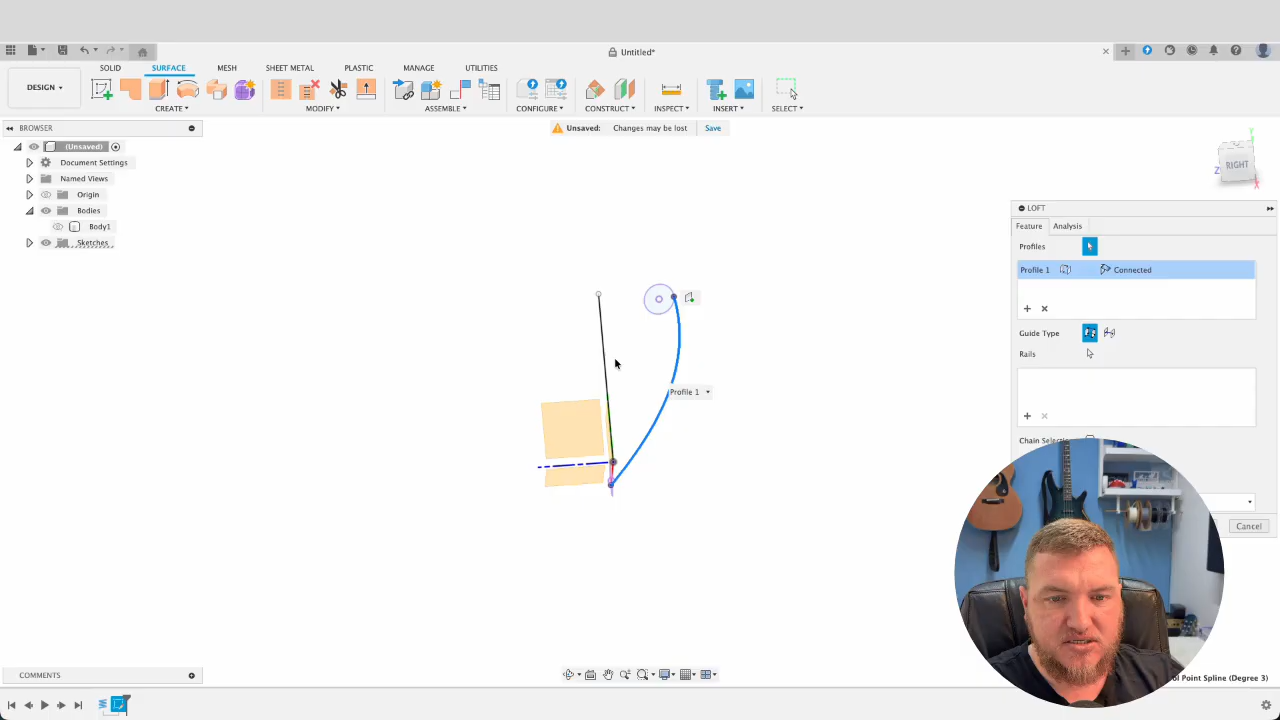 Untitled*
DESIGN
SOLID SURFACE MESH SHEET METAL PLASTIC MANAGE UTILITIES
CREATE MODIFY ASSEMBLE CONFIGURE CONSTRUCT INSPECT INSERT SELECT
BROWSER
Unsaved: Changes may be lost Save
(Unsaved)
Document Settings
Named Views
Origin
Bodies
Body1
Sketches
Y
RIGHT
Z
X
LOFT
Feature Analysis
Profiles
Profile 1 Connected
Guide Type
Rails
Profile 1
Cancel
COMMENTS
Point Spline (Degree 3)